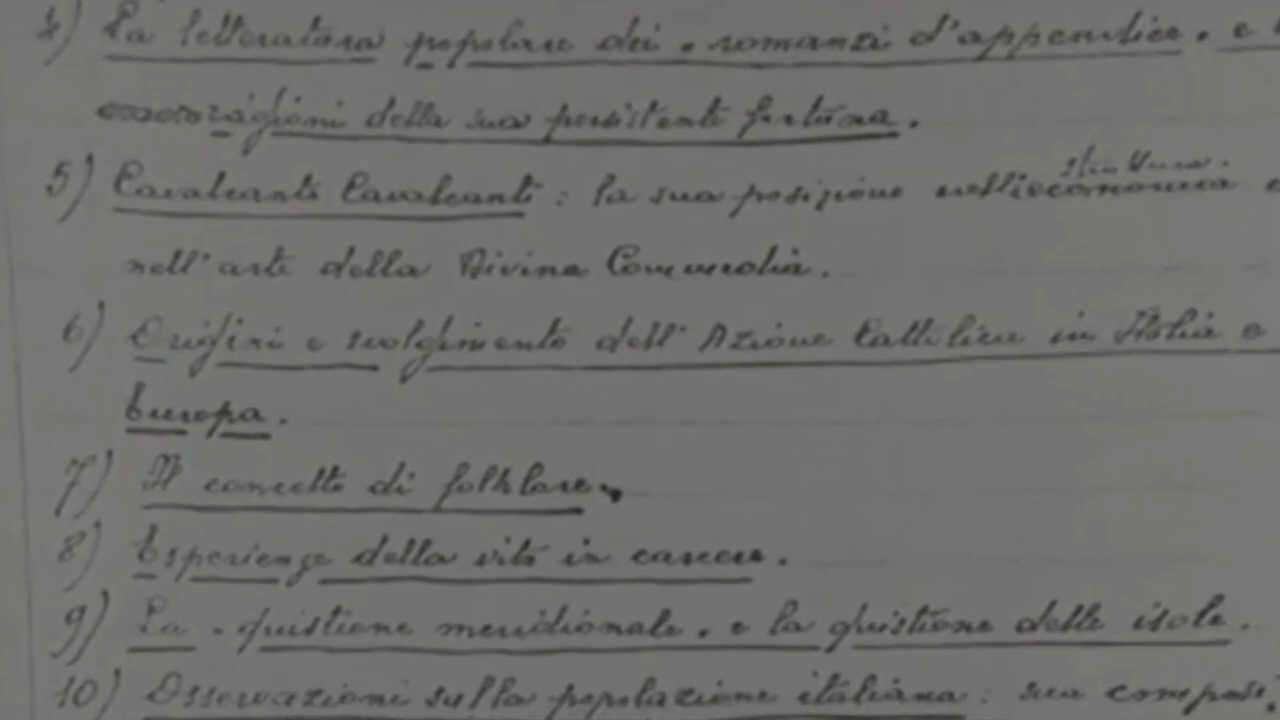 4) La letteratura popolare dei "romanzi d'appendice" e
ragioni della sua persistente fortuna.
5) Cavalcante Cavalcanti: la sua posizione struttura
nell'arte della Divina Commedia.
6) Origini e svolgimento dell'Azione Cattolica in Italia e
Europa.
7) Il concetto di folklore.
8) Esperienze della vita in carcere.
9) La "quistione meridionale" e la quistione delle isole.
10) Osservazioni sulla popolazione italiana: sua composi